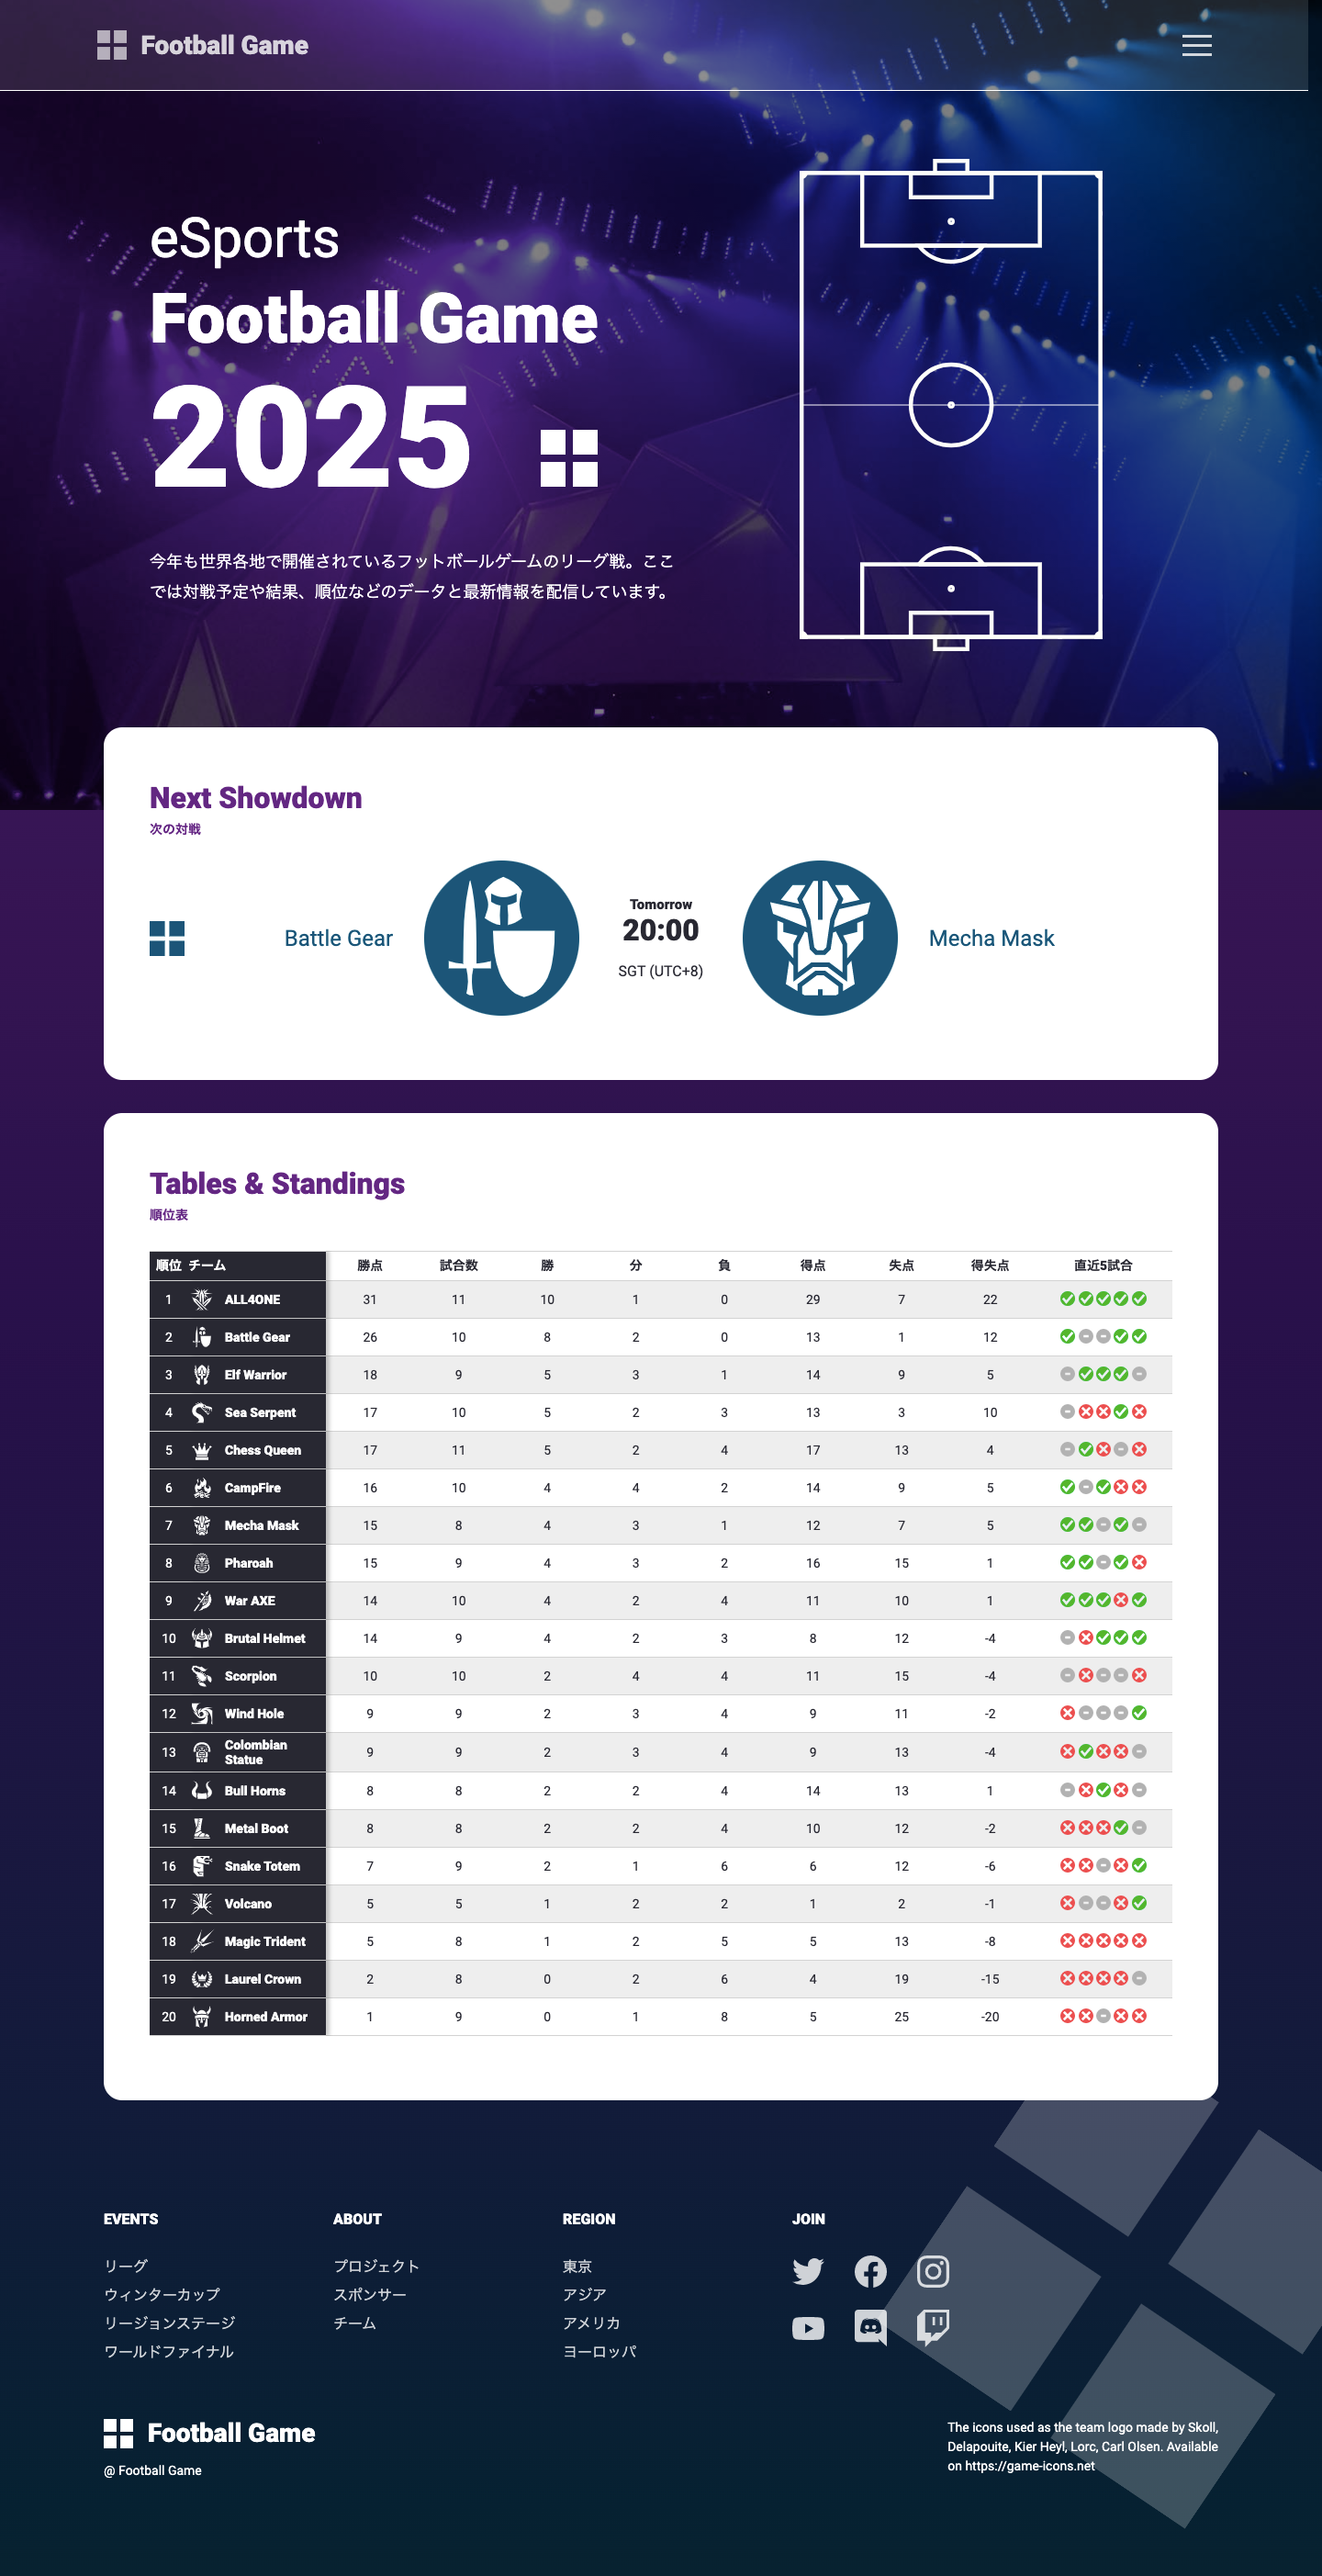 Football Game
eSports
Football Game
2025
今年も世界各地で開催されているフットボールゲームのリーグ戦。ここ
では対戦予定や結果、順位などのデータと最新情報を配信しています。
Next Showdown
次の対戦
Battle Gear
Tomorrow
20:00
SGT (UTC+8)
Mecha Mask
Tables & Standings
順位表
順位 チーム 勝点 試合数 勝 分 負 得点 失点 得失点 直近5試合
1 ALL4ONE 31 11 10 1 0 29 7 22
2 Battle Gear 26 10 8 2 0 13 1 12
3 Elf Warrior 18 9 5 3 1 14 9 5
4 Sea Serpent 17 10 5 2 3 13 3 10
5 Chess Queen 17 11 5 2 4 17 13 4
6 CampFire 16 10 4 4 2 14 9 5
7 Mecha Mask 15 8 4 3 1 12 7 5
8 Pharoah 15 9 4 3 2 16 15 1
9 War AXE 14 10 4 2 4 11 10 1
10 Brutal Helmet 14 9 4 2 3 8 12 -4
11 Scorpion 10 10 2 4 4 11 15 -4
12 Wind Hole 9 9 2 3 4 9 11 -2
13 Colombian Statue 9 9 2 3 4 9 13 -4
14 Bull Horns 8 8 2 2 4 14 13 1
15 Metal Boot 8 8 2 2 4 10 12 -2
16 Snake Totem 7 9 2 1 6 6 12 -6
17 Volcano 5 5 1 2 2 1 2 -1
18 Magic Trident 5 8 1 2 5 5 13 -8
19 Laurel Crown 2 8 0 2 6 4 19 -15
20 Horned Armor 1 9 0 1 8 5 25 -20
EVENTS
リーグ
ウィンターカップ
リージョンステージ
ワールドファイナル
ABOUT
プロジェクト
スポンサー
チーム
REGION
東京
アジア
アメリカ
ヨーロッパ
JOIN
Football Game
@ Football Game
The icons used as the team logo made by Skoll,
Delapouite, Kier Heyl, Lorc, Carl Olsen. Available
on https://game-icons.net